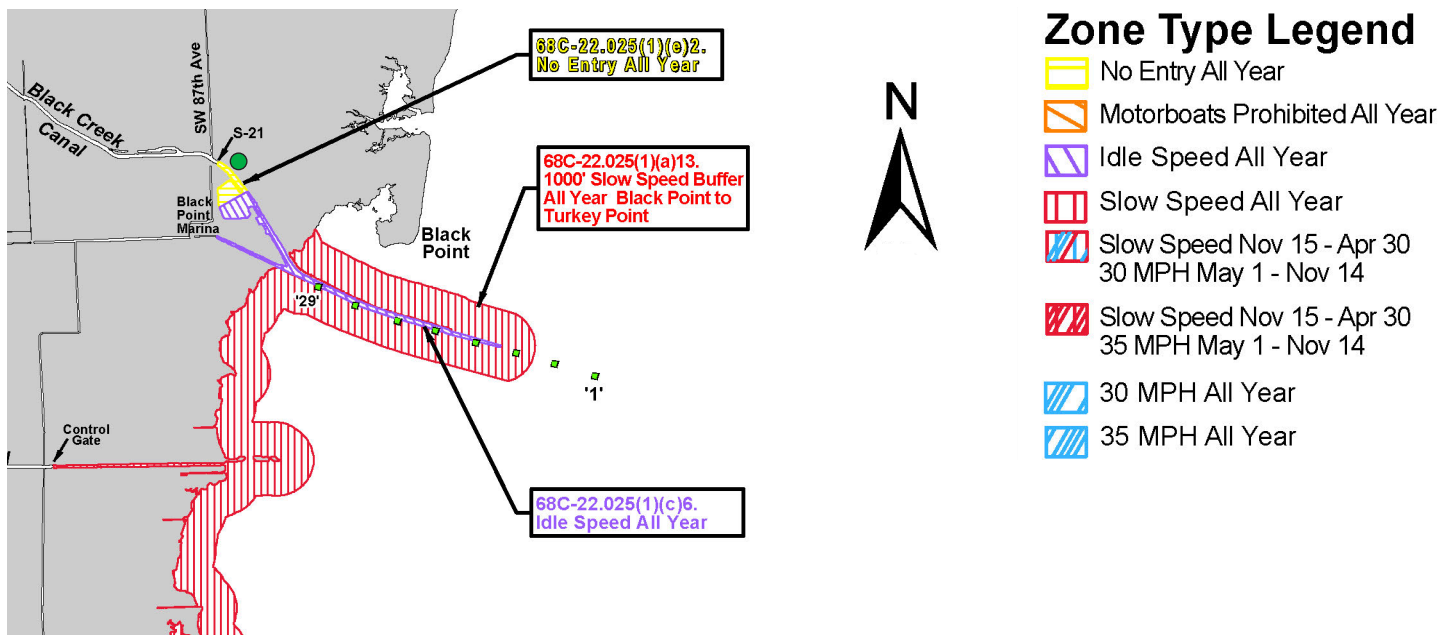 68C-22.025(1)(e)2.
No Entry All Year
SW 87th Ave
Black Creek
Canal
S-21
68C-22.025(1)(a)13.
1000' Slow Speed Buffer
All Year Black Point to
Turkey Point
Black
Point
Marina
Black
Point
'29'
'1'
Control
Gate
68C-22.025(1)(c)6.
Idle Speed All Year
N
Zone Type Legend
No Entry All Year
Motorboats Prohibited All Year
Idle Speed All Year
Slow Speed All Year
Slow Speed Nov 15 - Apr 30
30 MPH May 1 - Nov 14
Slow Speed Nov 15 - Apr 30
35 MPH May 1 - Nov 14
30 MPH All Year
35 MPH All Year